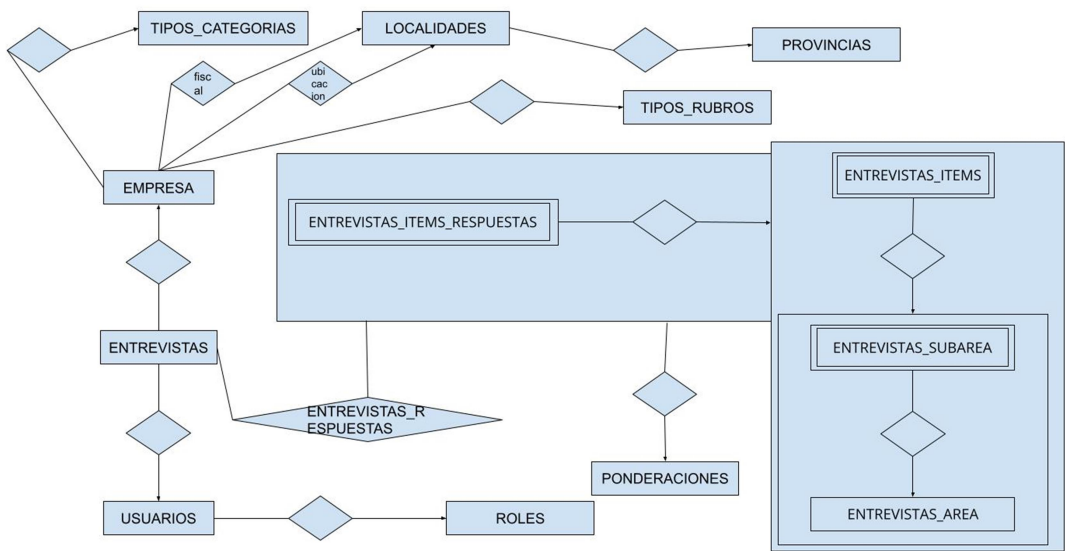 TIPOS_CATEGORIAS
LOCALIDADES
PROVINCIAS
fisc
al
ubi
cac
ion
TIPOS_RUBROS
EMPRESA
ENTREVISTAS_ITEMS
ENTREVISTAS_ITEMS_RESPUESTAS
ENTREVISTAS
ENTREVISTAS_SUBAREA
ENTREVISTAS_R
ESPUESTAS
PONDERACIONES
USUARIOS
ROLES
ENTREVISTAS_AREA